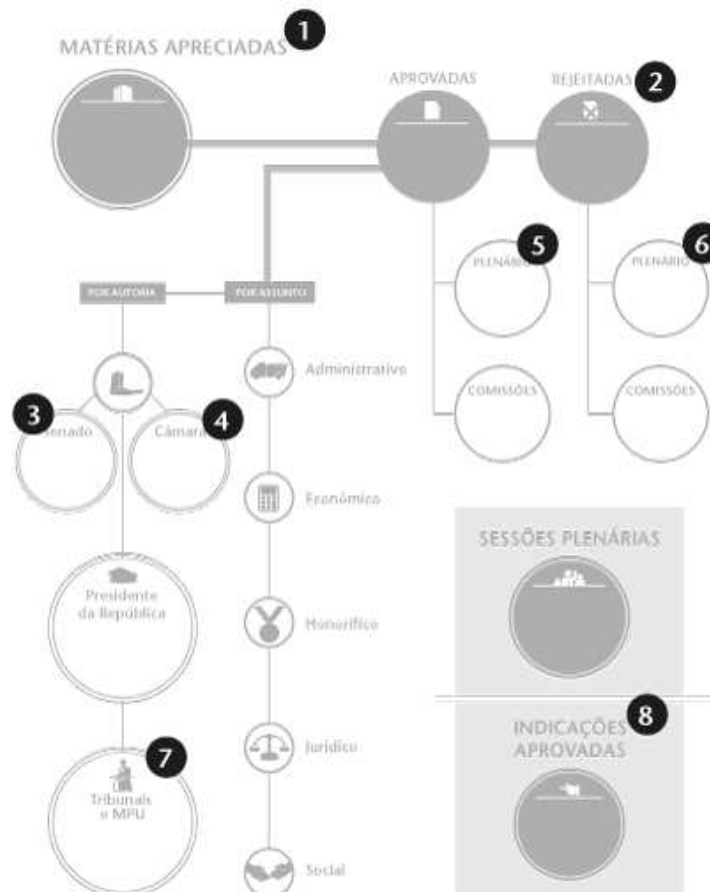 1
MATÉRIAS APRECIADAS
APROVADAS
REJEITADAS 2
5
PLENÁRIO
6
PLENÁRIO
POR AUTORIA
POR ASSUNTO
Administrativo
COMISSÕES
COMISSÕES
3
Senado
4
Câmara
Econômico
SESSÕES PLENÁRIAS
Presidente
da República
Honorífico
8
INDICAÇÕES
APROVADAS
7
Jurídico
Tribunais
e MPU
Social